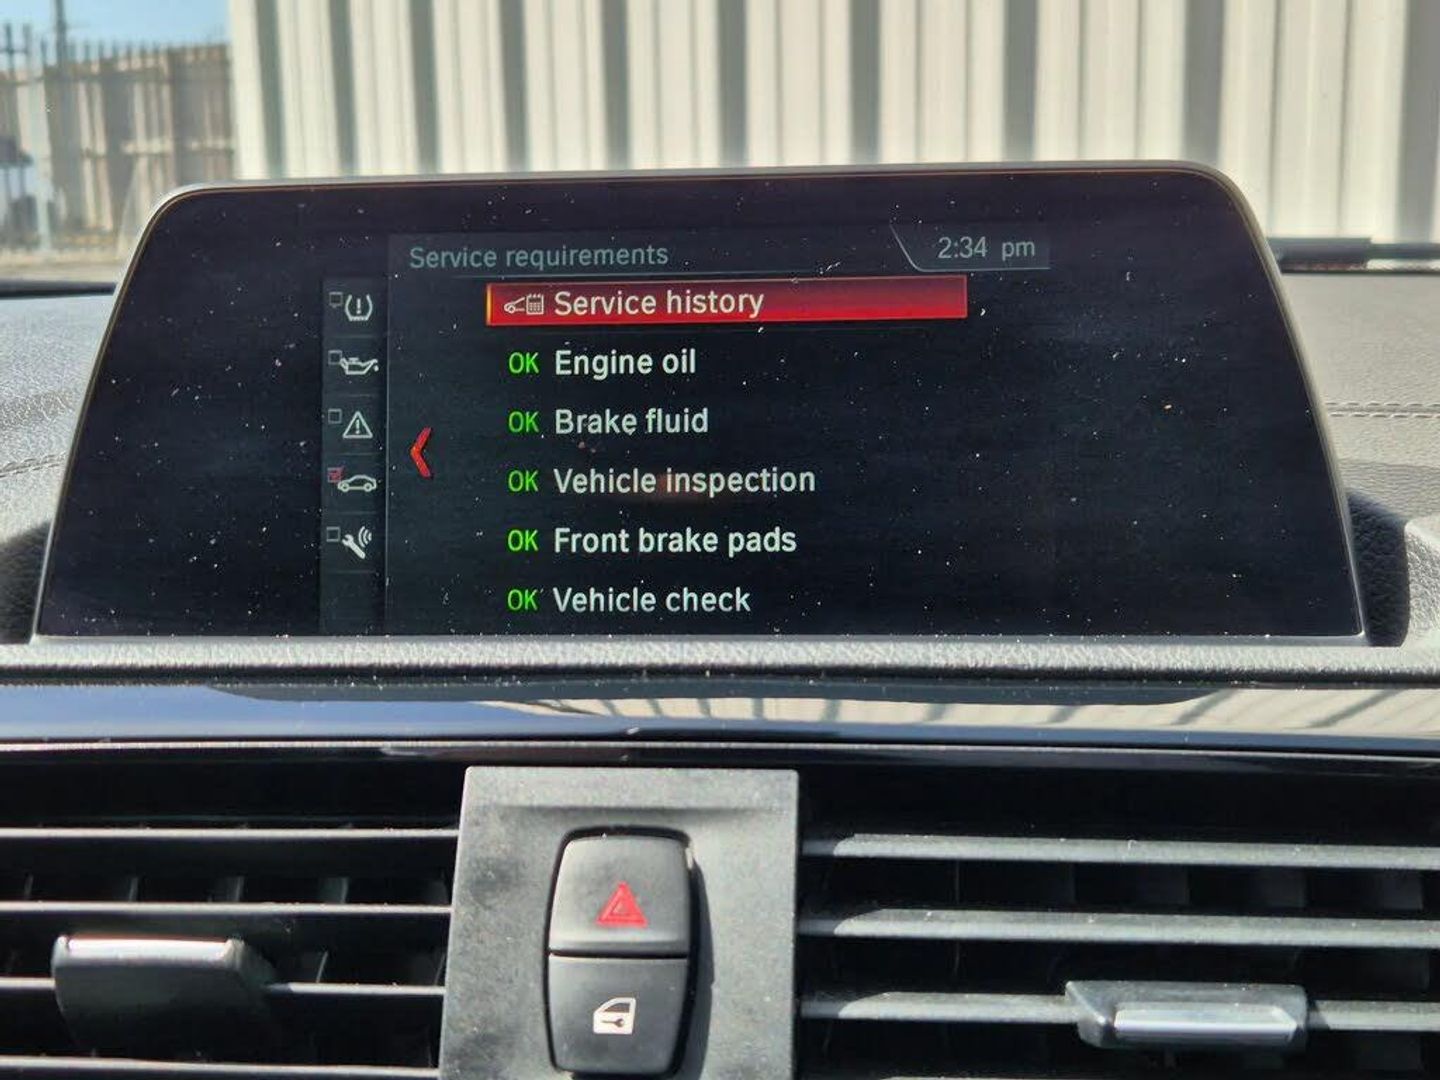 Service requirements
2:34 pm
Service history
OK Engine oil
OK Brake fluid
OK Vehicle inspection
OK Front brake pads
OK Vehicle check